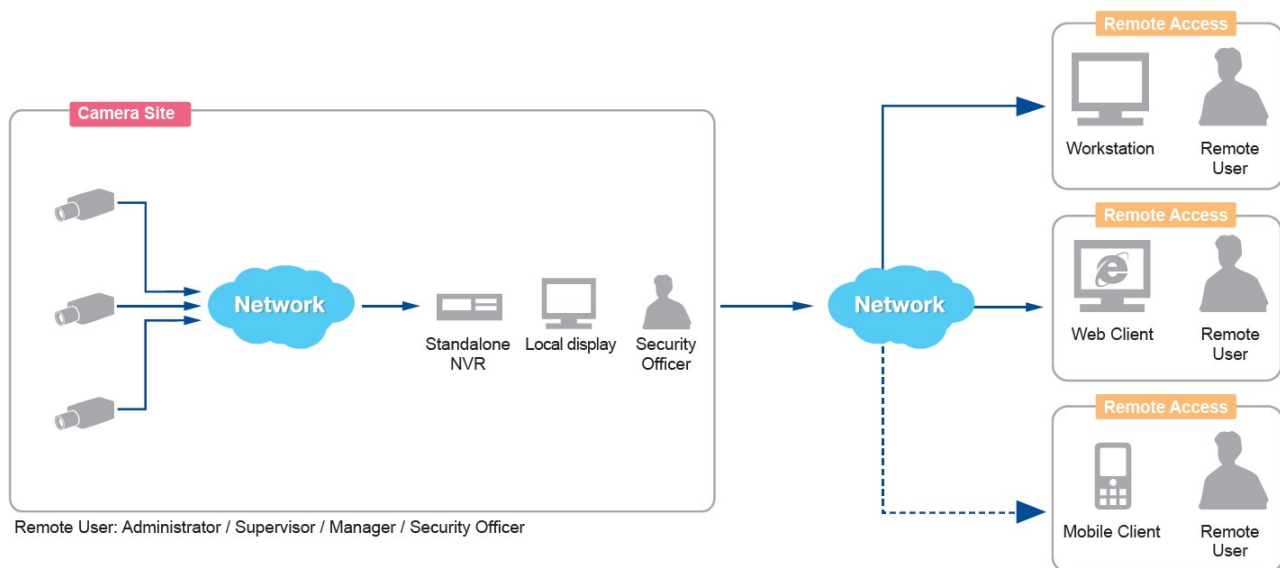 Camera Site
Network
Standalone
NVR
Local display
Security
Officer
Remote User: Administrator / Supervisor / Manager / Security Officer
Network
Remote Access
Workstation
Remote
User
Remote Access
Web Client
Remote
User
Remote Access
Mobile Client
Remote
User